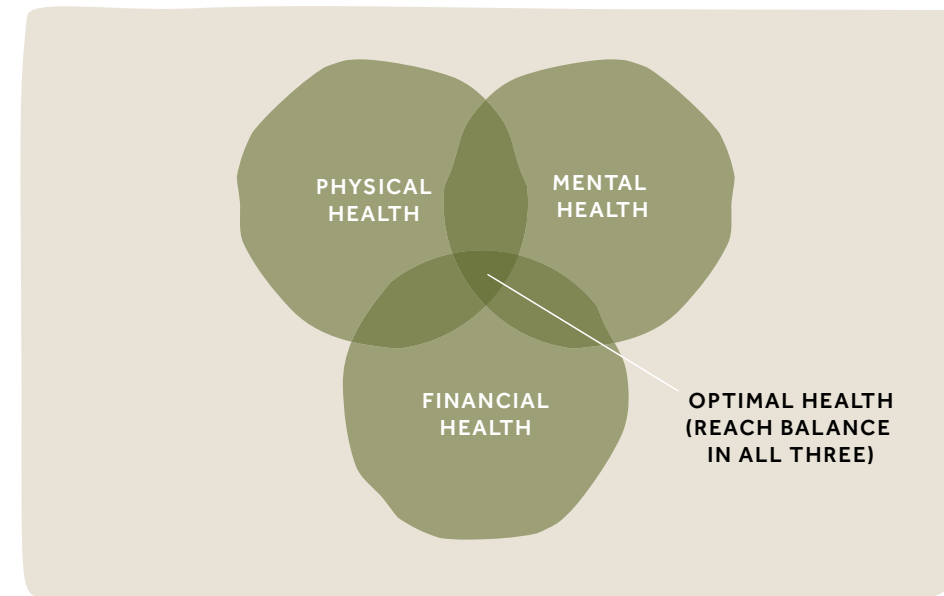 PHYSICAL
HEALTH
MENTAL
HEALTH
FINANCIAL
HEALTH
OPTIMAL HEALTH
(REACH BALANCE
IN ALL THREE)